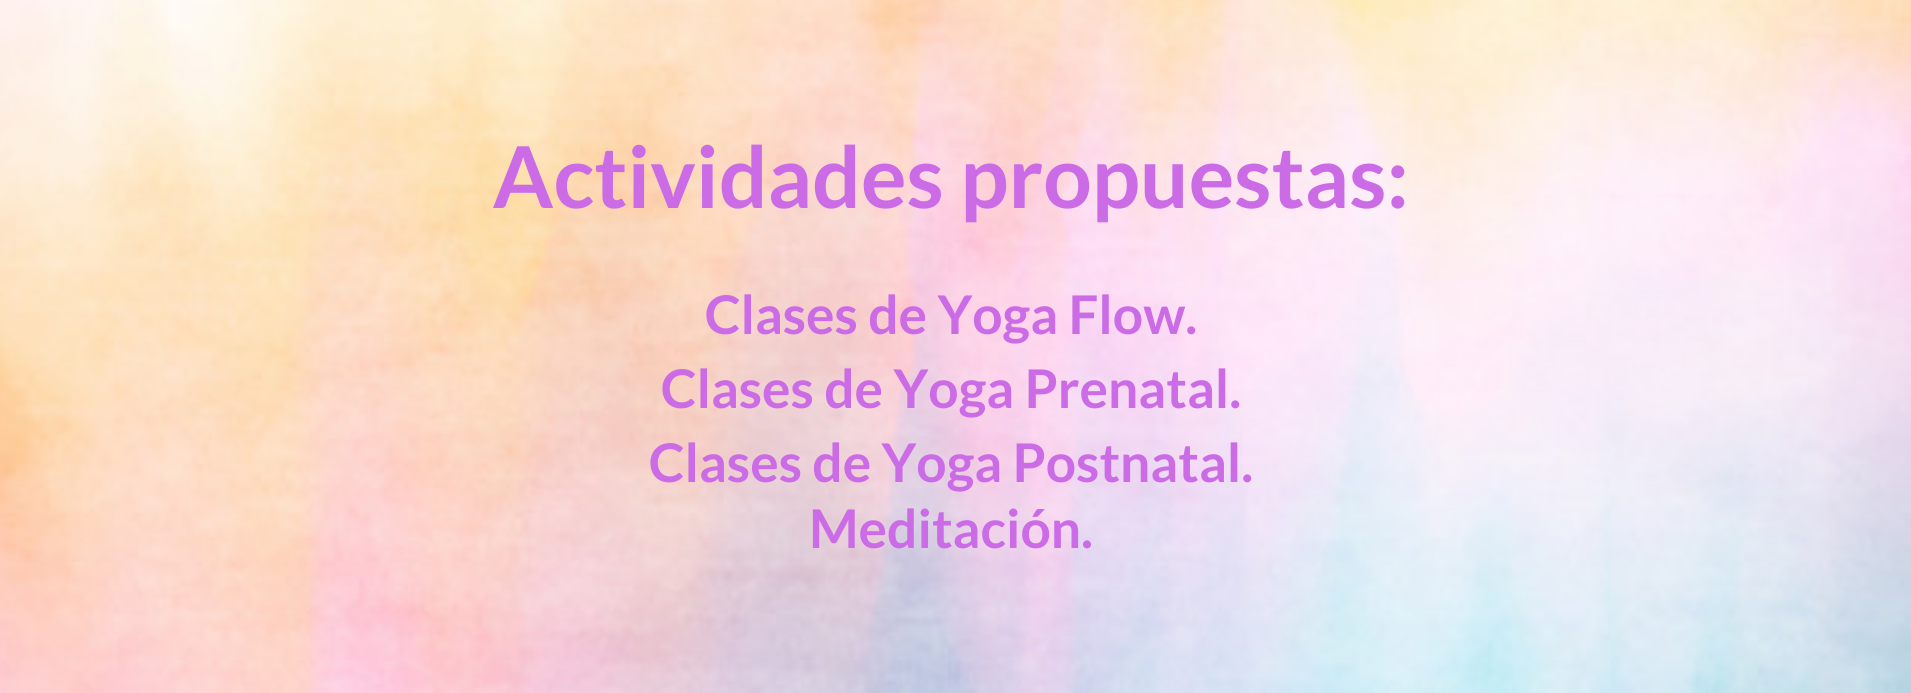 Actividades propuestas:
Clases de Yoga Flow.
Clases de Yoga Prenatal.
Clases de Yoga Postnatal.
Meditación.